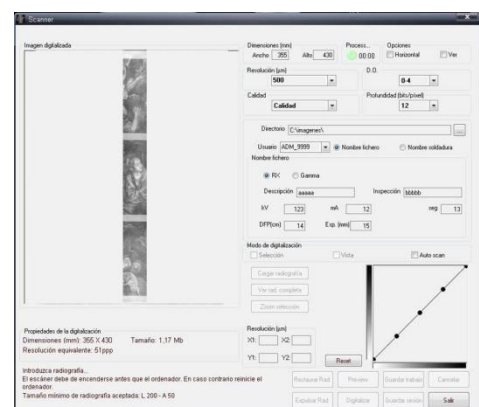 Scanner
Imagen digitalizada
Dimensiones (mm)
Ancho 355 Alto 430
Process...
00:00
Opciones
Horizontal Ver
Resolución (µm)
500
D.O.
0-4
Calidad
Calidad
Profundidad (bits/pixel)
12
Directorio C:\imagenes\ ...
Usuario ADM_9999 Nombre fichero Nombre soldadura
Nombre fichero
RX Gamma
Descripción aaaaa Inspección bbbbb
kV 123 mA 12 seg 13
DFP(cm) 14 Esp. (mm) 15
Modo de digitalización
Selección Vista Auto scan
Cargar radiografía
Ver rad. completa
Zoom selección
Resolución (µm)
X1: X2:
Y1: Y2:
Reset
Propiedades de la digitalización
Dimensiones (mm): 355 X 430 Tamaño: 1,17 Mb
Resolución equivalente: 51ppp
Introduzca radiografía...
El escáner debe de encenderse antes que el ordenador. En caso contrario reinicie el
ordenador.
Tamaño mínimo de radiografía aceptada: L 200 - A 50
Restaurar Rad Preview Guardar trabajo Cancelar
Expulsar Rad Digitalizar Guardar revisión Salir